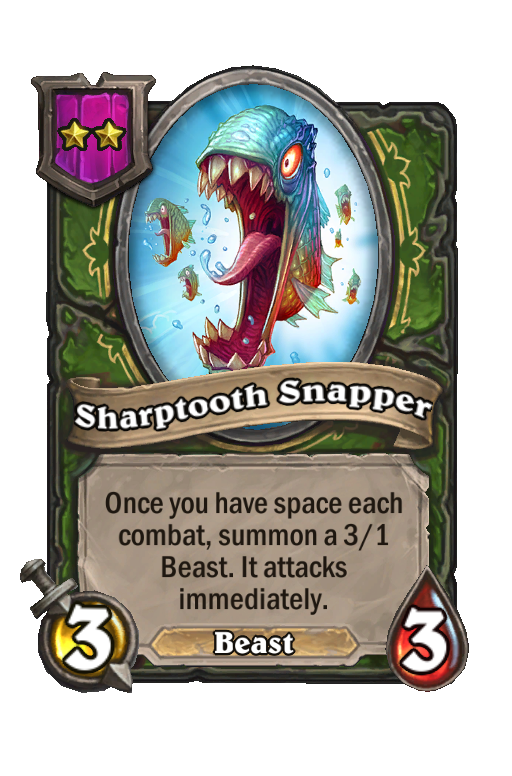 Sharptooth Snapper
Once you have space each
combat, summon a 3/1
Beast. It attacks
immediately.
3
Beast
3